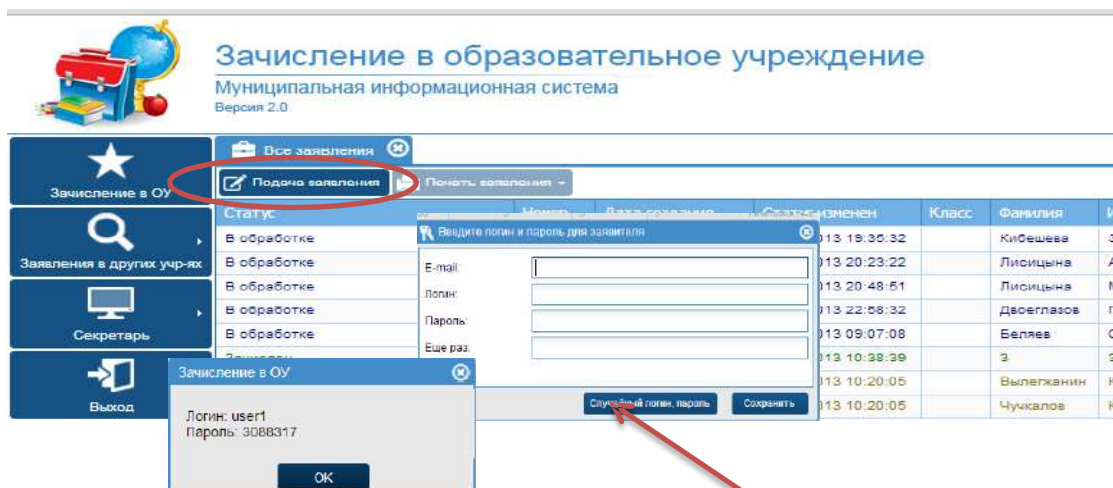 Зачисление в образовательное учреждение
Муниципальная информационная система
Версия 2.0
Все заявления
Зачисление в ОУ
Подача заявления
Печать заявления
Статус Номер Дата создания Статус изменен Класс Фамилия
Заявления в других учр-ях
Секретарь
Выход
В обработке 013 19:35:32 Кибешева
В обработке 013 20:23:22 Лисицына
В обработке 013 20:48:51 Лисицына
В обработке 013 22:58:32 Двоеглазов
В обработке 013 09:07:08 Беляев
013 10:38:39 З
013 10:20:05 Вылегжанин
013 10:20:05 Чучкалов
Введите логин и пароль для заявителя
E-mail:
Логин:
Пароль:
Еще раз:
Случайный логин, пароль
Сохранить
Зачисление в ОУ
Логин: user1
Пароль: 3088317
OK